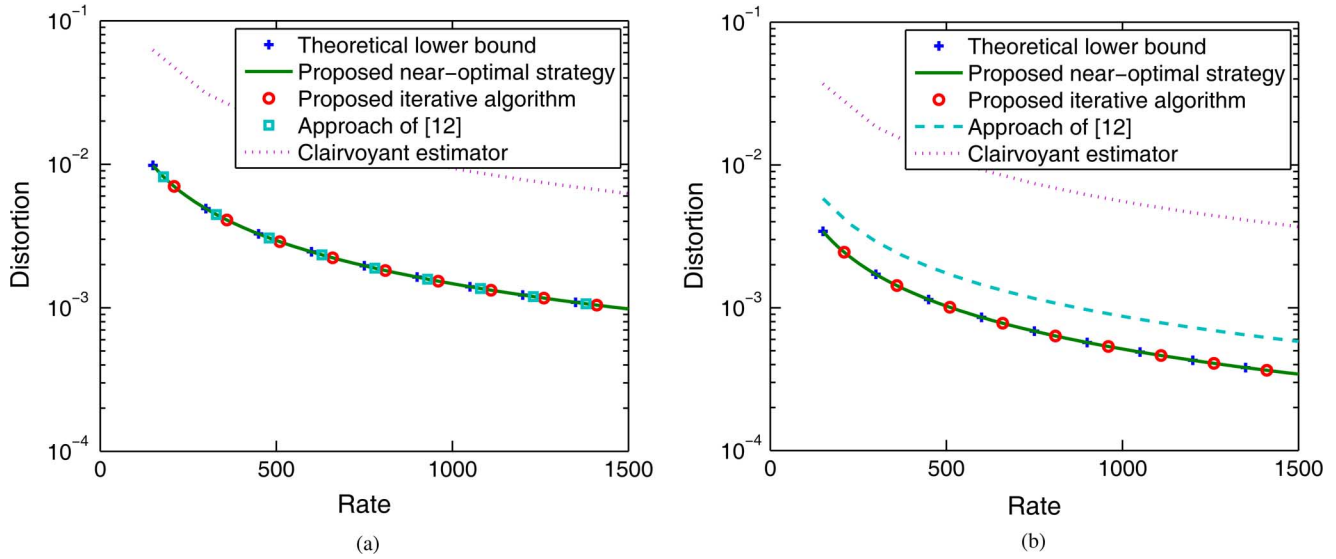 10^-1
Theoretical lower bound
Proposed near-optimal strategy
Proposed iterative algorithm
Approach of [12]
Clairvoyant estimator
10^-2
Distortion
10^-3
10^-4
0
500
1000
1500
Rate
(a)
10^-1
Theoretical lower bound
Proposed near-optimal strategy
Proposed iterative algorithm
Approach of [12]
Clairvoyant estimator
10^-2
Distortion
10^-3
10^-4
0
500
1000
1500
Rate
(b)